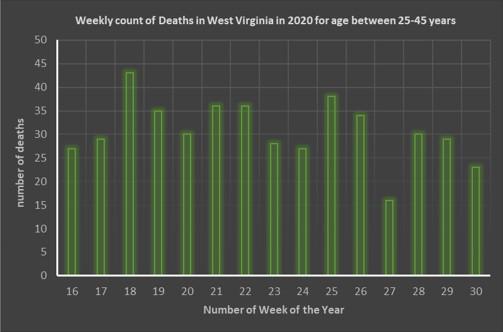 Weekly count of Deaths in West Virginia in 2020 for age between 25-45 years
number of deaths
50
45
40
35
30
25
20
15
10
5
0
16 17 18 19 20 21 22 23 24 25 26 27 28 29 30
Number of Week of the Year